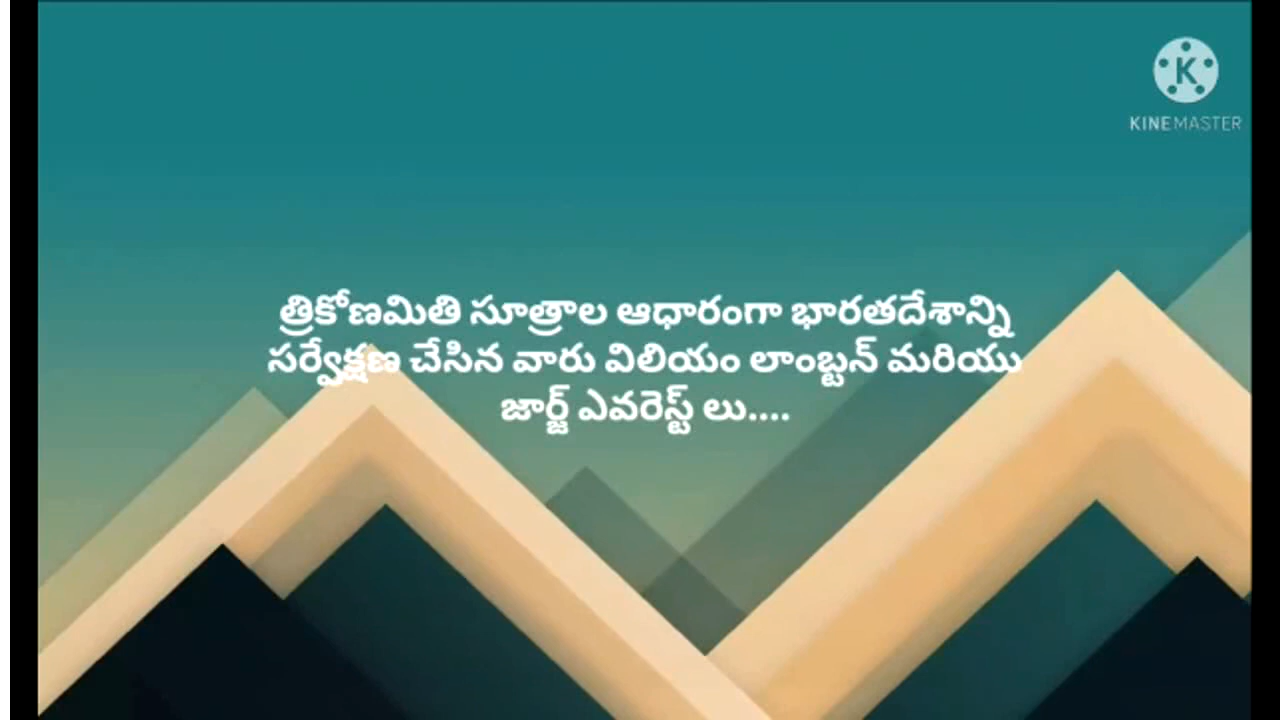 KINEMASTER
త్రికోణమితి సూత్రాల ఆధారంగా భారతదేశాన్ని
సర్వేక్షణ చేసిన వారు విలియం లాంబ్టన్ మరియు
జార్జ్ ఎవరెస్ట్ లు....